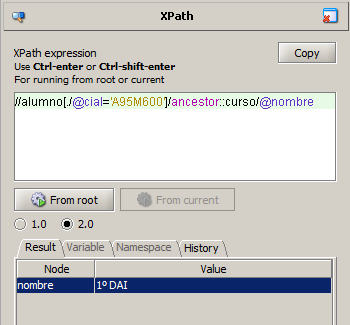 XPath
XPath expression
Copy
Use Ctrl-enter or Ctrl-shift-enter
For running from root or current
//alumno[./@cial='A95M600']/ancestor::curso/@nombre
From root
From current
1.0
2.0
Result
Variable
Namespace
History
Node
Value
nombre
1º DAI